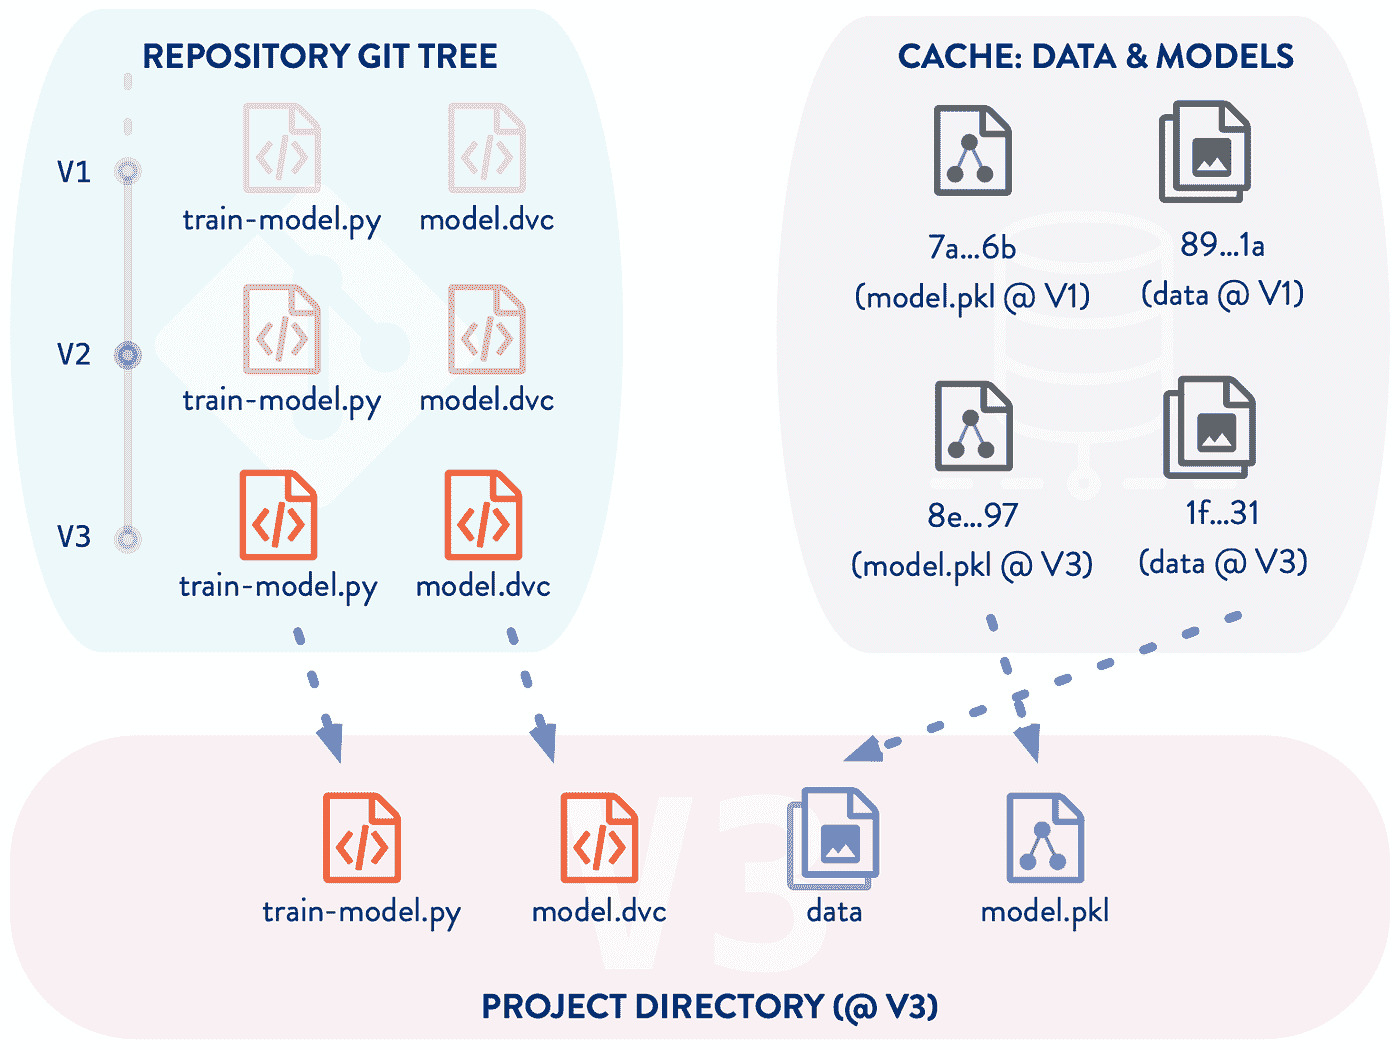 REPOSITORY GIT TREE
V1
train-model.py
model.dvc
V2
train-model.py
model.dvc
V3
train-model.py
model.dvc
CACHE: DATA & MODELS
7a...6b
(model.pkl @ V1)
89...1a
(data @ V1)
8e...97
(model.pkl @ V3)
1f...31
(data @ V3)
V3
train-model.py
model.dvc
data
model.pkl
PROJECT DIRECTORY (@ V3)